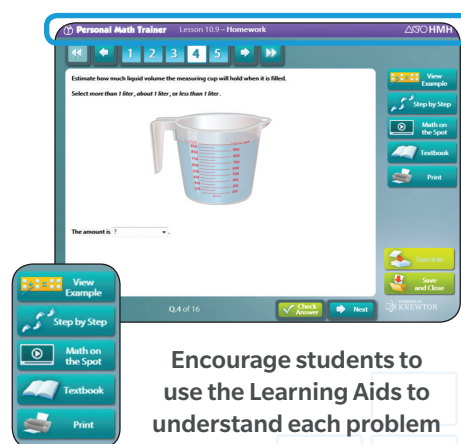 Personal Math Trainer Lesson 10.9 – Homework HMH
1 2 3 4 5
Estimate how much liquid volume the measuring cup will hold when it is filled.
Select more than 1 liter, about 1 liter, or less than 1 liter.
The amount is ? .
Q.4 of 16
Check Answer
Next
View
Example
Step by Step
Math on
the Spot
Textbook
Print
Turn It In
Save
and Close
POWERED BY
KNEWTON
View
Example
Step by Step
Math on
the Spot
Textbook
Print
Encourage students to
use the Learning Aids to
understand each problem